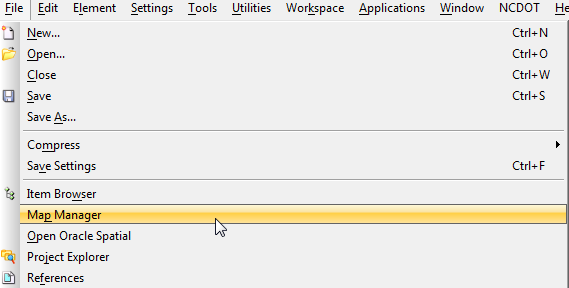 File Edit Element Settings Tools Utilities Workspace Applications Window NCDOT He
New... Ctrl+N
Open... Ctrl+O
Close Ctrl+W
Save Ctrl+S
Save As...
Compress
Save Settings Ctrl+F
Item Browser
Map Manager
Open Oracle Spatial
Project Explorer
References